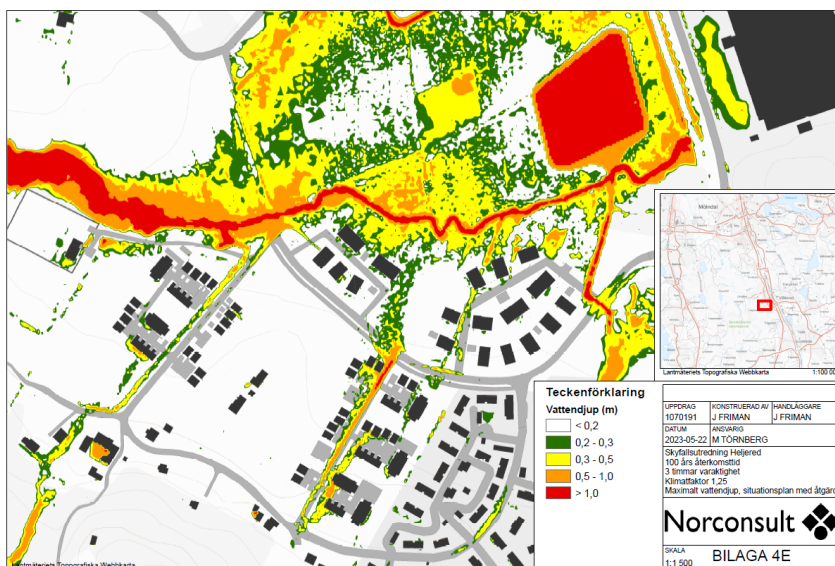 Mölndal
Lantmäteriets Topografiska Webbkarta
1:100 00
Teckenförklaring
Vattendjup (m)
< 0,2
0,2 - 0,3
0,3 - 0,5
0,5 - 1,0
> 1,0
UPPDRAG KONSTRUERAD AV HANDLÄGGARE
1070191 J FRIMAN J FRIMAN
DATUM ANSVARIG
2023-05-22 M TÖRNBERG
Skyfallsutredning Heljered
100 års återkomsttid
3 timmar varaktighet
Klimatfaktor 1,25
Maximalt vattendjup, situationsplan med åtgärd
Norconsult
SKALA
1:1 500
BILAGA 4E
Lantmäteriets Topografiska Webbkarta